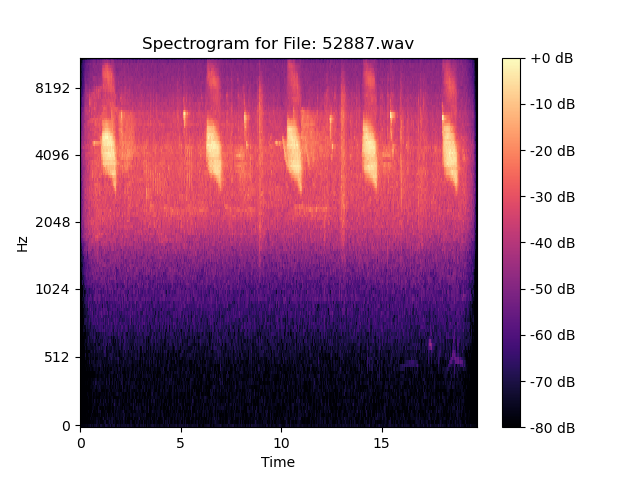 Spectrogram for File: 52887.wav
8192
4096
2048
1024
512
0
Hz
0
5
10
15
Time
+0 dB
-10 dB
-20 dB
-30 dB
-40 dB
-50 dB
-60 dB
-70 dB
-80 dB